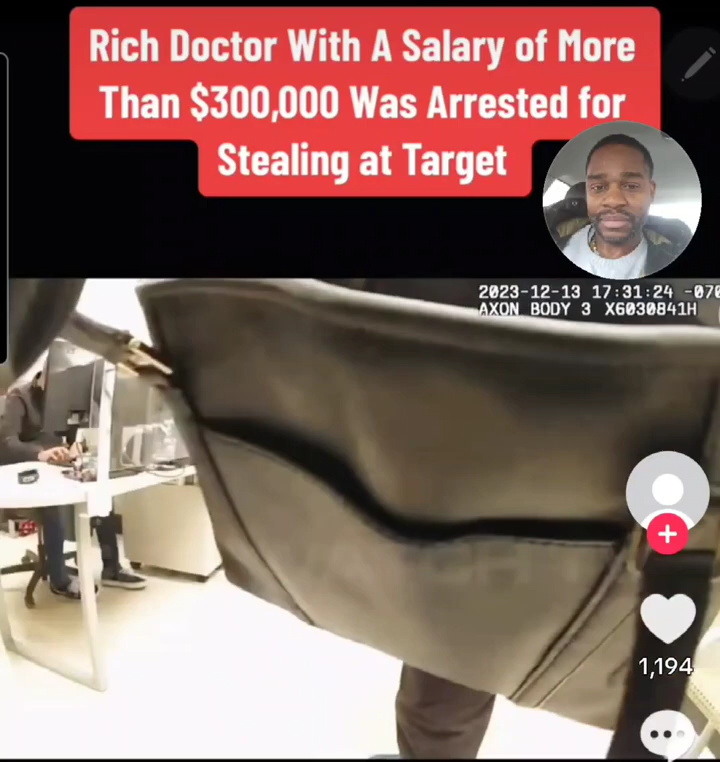 Rich Doctor With A Salary of More
Than $300,000 Was Arrested for
Stealing at Target
2023-12-13 17:31:24 -070
AXON BODY 3 X6030841H
1,194